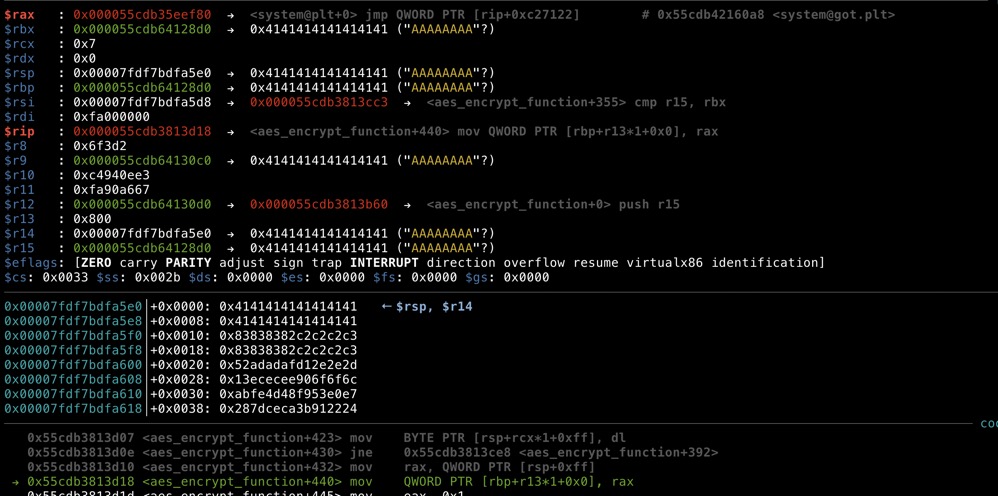 $rax   : 0x000055cdb35eef80  →  <system@plt+0> jmp QWORD PTR [rip+0xc27122]        # 0x55cdb42160a8 <system@got.plt>
$rbx   : 0x000055cdb64128d0  →  0x4141414141414141 ("AAAAAAAA"?)
$rcx   : 0x7
$rdx   : 0x0
$rsp   : 0x00007fdf7bdfa5e0  →  0x4141414141414141 ("AAAAAAAA"?)
$rbp   : 0x000055cdb64128d0  →  0x4141414141414141 ("AAAAAAAA"?)
$rsi   : 0x00007fdf7bdfa5d8  →  0x000055cdb3813cc3  →  <aes_encrypt_function+355> cmp r15, rbx
$rdi   : 0xfa000000
$rip   : 0x000055cdb3813d18  →  <aes_encrypt_function+440> mov QWORD PTR [rbp+r13*1+0x0], rax
$r8    : 0x6f3d2
$r9    : 0x000055cdb64130c0  →  0x4141414141414141 ("AAAAAAAA"?)
$r10   : 0xc4940ee3
$r11   : 0xfa90a667
$r12   : 0x000055cdb64130d0  →  0x000055cdb3813b60  →  <aes_encrypt_function+0> push r15
$r13   : 0x800
$r14   : 0x00007fdf7bdfa5e0  →  0x4141414141414141 ("AAAAAAAA"?)
$r15   : 0x000055cdb64128d0  →  0x4141414141414141 ("AAAAAAAA"?)
$eflags: [ZERO carry PARITY adjust sign trap INTERRUPT direction overflow resume virtualx86 identification]
$cs: 0x0033 $ss: 0x002b $ds: 0x0000 $es: 0x0000 $fs: 0x0000 $gs: 0x0000
0x00007fdf7bdfa5e0│+0x0000: 0x4141414141414141   ← $rsp, $r14
0x00007fdf7bdfa5e8│+0x0008: 0x4141414141414141
0x00007fdf7bdfa5f0│+0x0010: 0x83838382c2c2c2c3
0x00007fdf7bdfa5f8│+0x0018: 0x83838382c2c2c2c3
0x00007fdf7bdfa600│+0x0020: 0x52adadafd12e2e2d
0x00007fdf7bdfa608│+0x0028: 0x13ececee906f6f6c
0x00007fdf7bdfa610│+0x0030: 0xabfe4d48f953e0e7
0x00007fdf7bdfa618│+0x0038: 0x287dceca3b912224
0x55cdb3813d07 <aes_encrypt_function+423> mov    BYTE PTR [rsp+rcx*1+0xff], dl
0x55cdb3813d0e <aes_encrypt_function+430> jne    0x55cdb3813ce8 <aes_encrypt_function+392>
0x55cdb3813d10 <aes_encrypt_function+432> mov    rax, QWORD PTR [rsp+0xff]
→ 0x55cdb3813d18 <aes_encrypt_function+440> mov    QWORD PTR [rbp+r13*1+0x0], rax